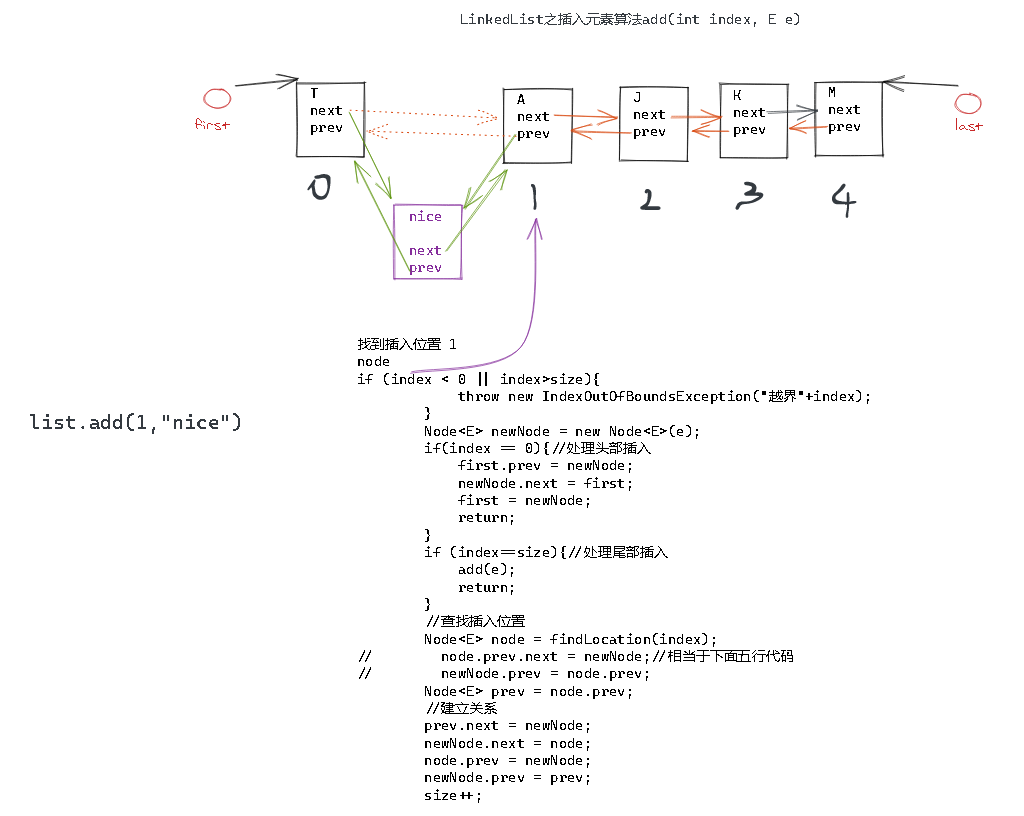 LinkedList之插入元素算法add(int index, E e)
first
T
next
prev
A
next
prev
J
next
prev
K
next
prev
M
next
prev
last
0
1
2
3
4
nice
next
prev
找到插入位置 1
node
if (index < 0 || index>size){
throw new IndexOutOfBoundsException("越界"+index);
}
list.add(1,"nice")
Node<E> newNode = new Node<E>(e);
if(index == 0){//处理头部插入
first.prev = newNode;
newNode.next = first;
first = newNode;
return;
}
if (index==size){//处理尾部插入
add(e);
return;
}
//查找插入位置
Node<E> node = findLocation(index);
// node.prev.next = newNode;//相当于下面五行代码
// newNode.prev = node.prev;
Node<E> prev = node.prev;
//建立关系
prev.next = newNode;
newNode.next = node;
node.prev = newNode;
newNode.prev = prev;
size++;